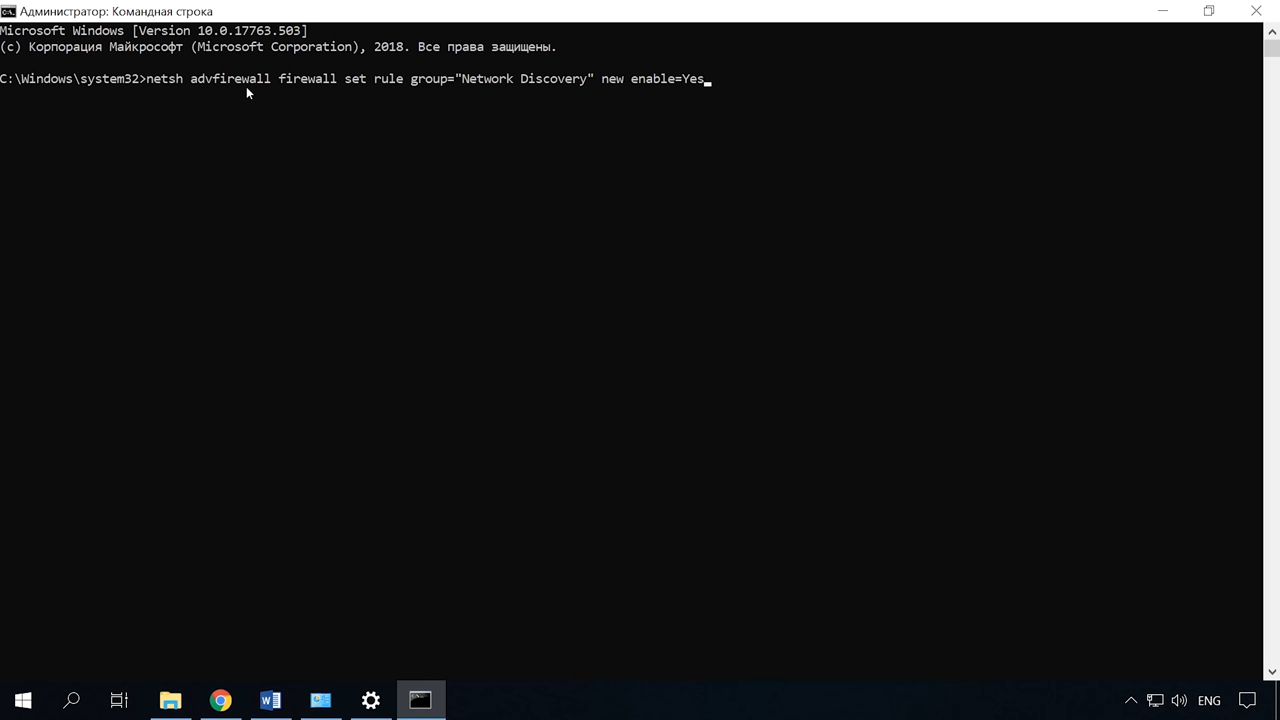 Администратор: Командная строка
Microsoft Windows [Version 10.0.17763.503]
(c) Корпорация Майкрософт (Microsoft Corporation), 2018. Все права защищены.
C:\Windows\system32>netsh advfirewall firewall set rule group="Network Discovery" new enable=Yes
ENG